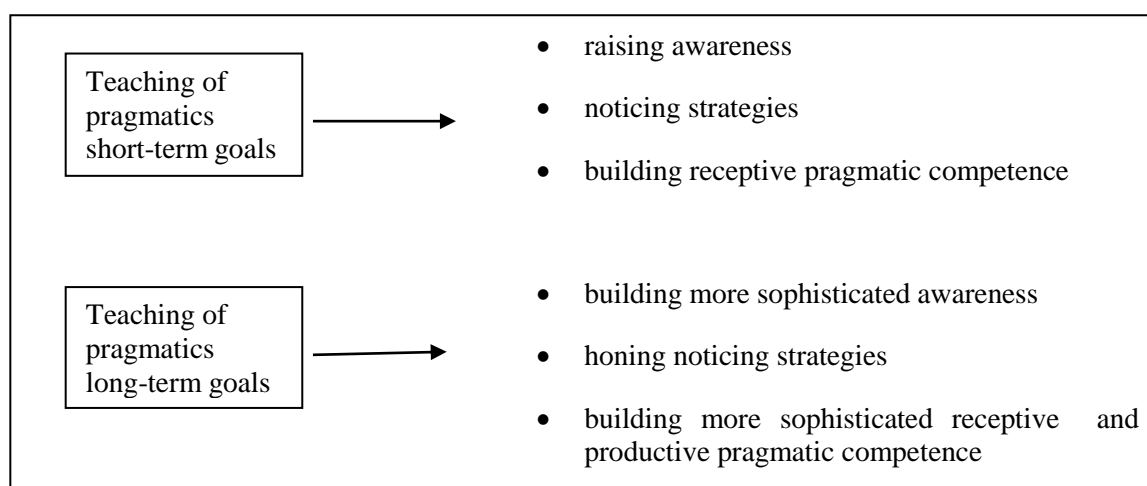 Teaching of
pragmatics
short-term goals
• raising awareness
• noticing strategies
• building receptive pragmatic competence
Teaching of
pragmatics
long-term goals
• building more sophisticated awareness
• honing noticing strategies
• building more sophisticated receptive and
productive pragmatic competence